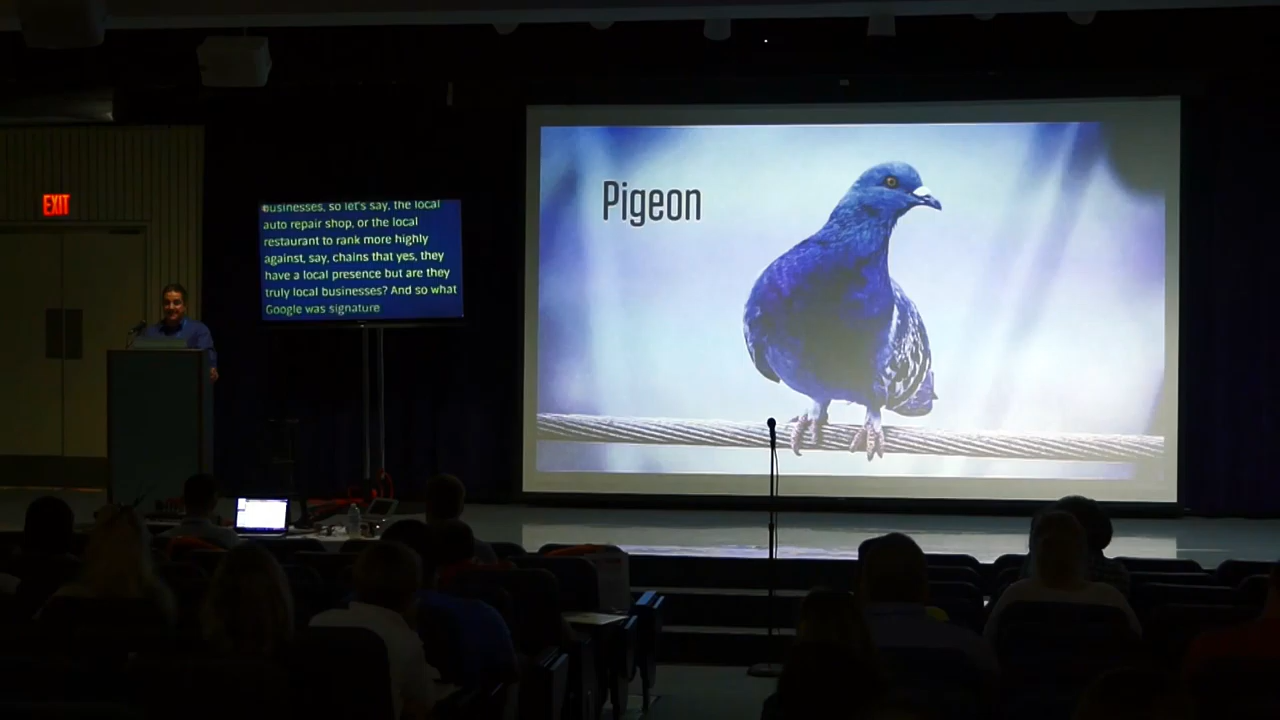 EXIT
businesses, so let's say, the local
auto repair shop, or the local
restaurant to rank more highly
against, say, chains that yes, they
have a local presence but are they
truly local businesses? And so what
Google was signature
Pigeon